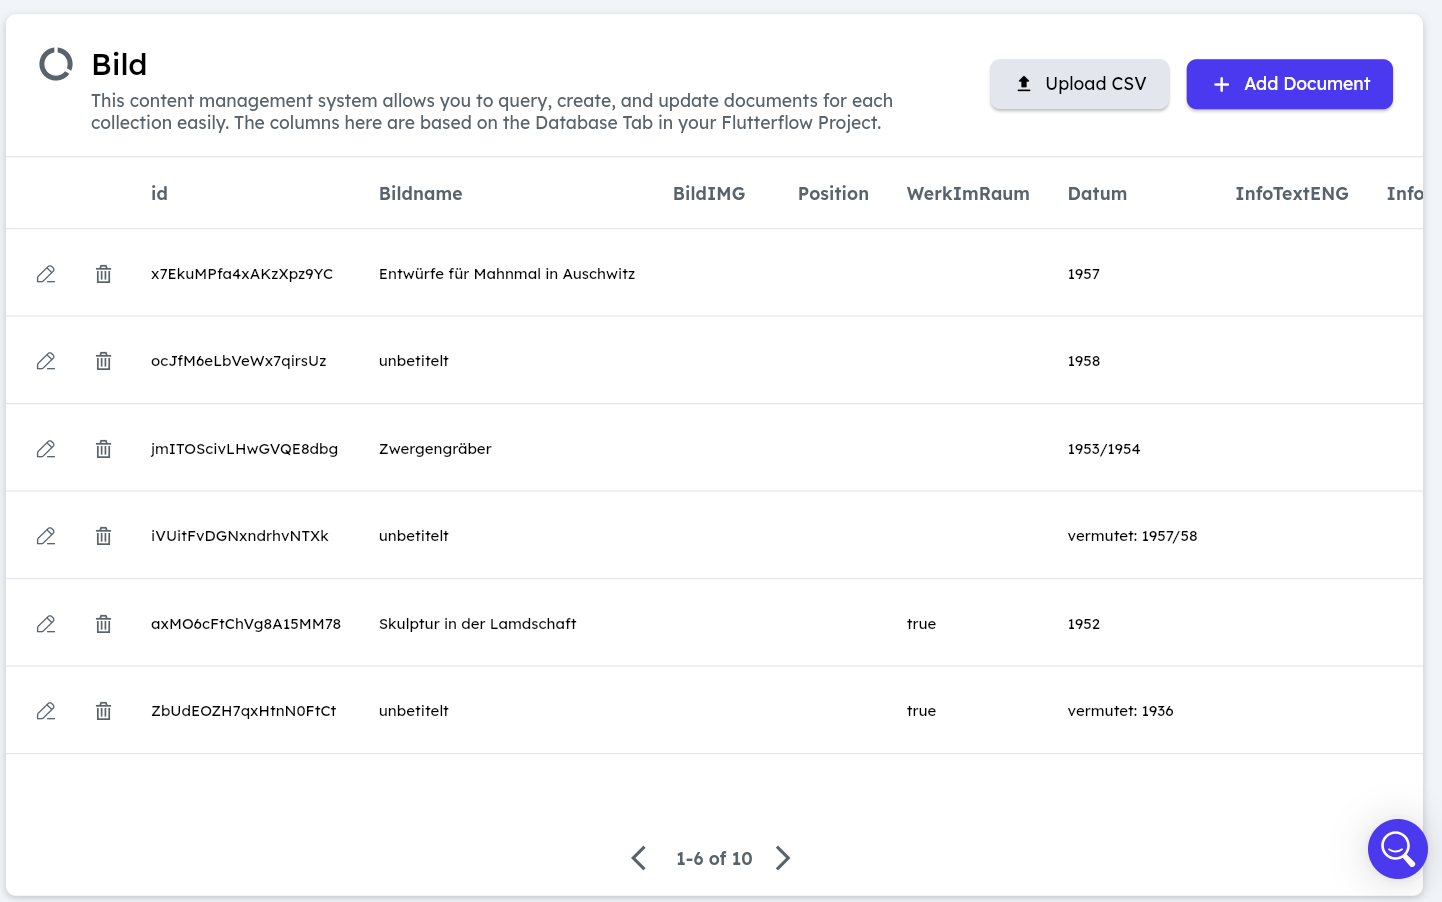 Bild
This content management system allows you to query, create, and update documents for each
collection easily. The columns here are based on the Database Tab in your Flutterflow Project.
Upload CSV
Add Document
id Bildname BildIMG Position WerkImRaum Datum InfoTextENG Info
x7EkuMPfa4xAKzXpz9YC Entwürfe für Mahnmal in Auschwitz 1957
ocJfM6eLbVeWx7qirsUz unbetitelt 1958
jmITOScivLHwGVQE8dbg Zwergengräber 1953/1954
iVUitFvDGNxndrhvNTXk unbetitelt vermutet: 1957/58
axMO6cFtChVg8A15MM78 Skulptur in der Lamdschaft true 1952
ZbUdEOZH7qxHtnN0FtCt unbetitelt true vermutet: 1936
1-6 of 10